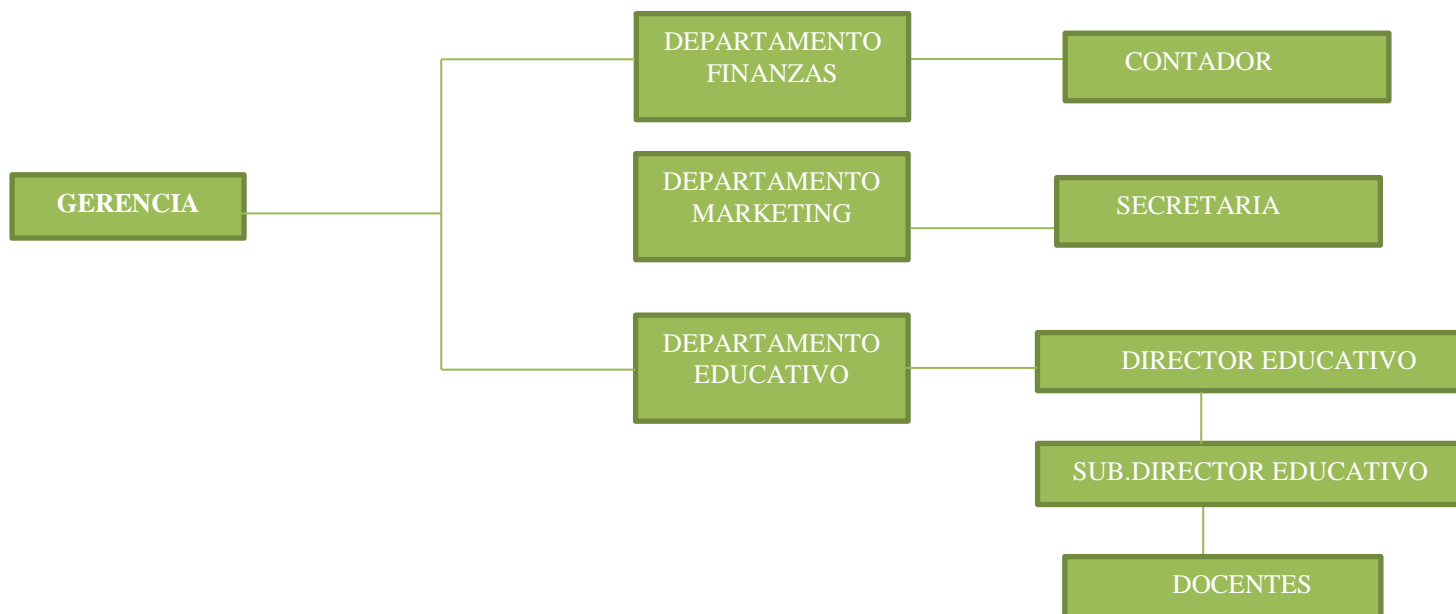 GERENCIA
DEPARTAMENTO
FINANZAS
CONTADOR
DEPARTAMENTO
MARKETING
SECRETARIA
DEPARTAMENTO
EDUCATIVO
DIRECTOR EDUCATIVO
SUB.DIRECTOR EDUCATIVO
DOCENTES